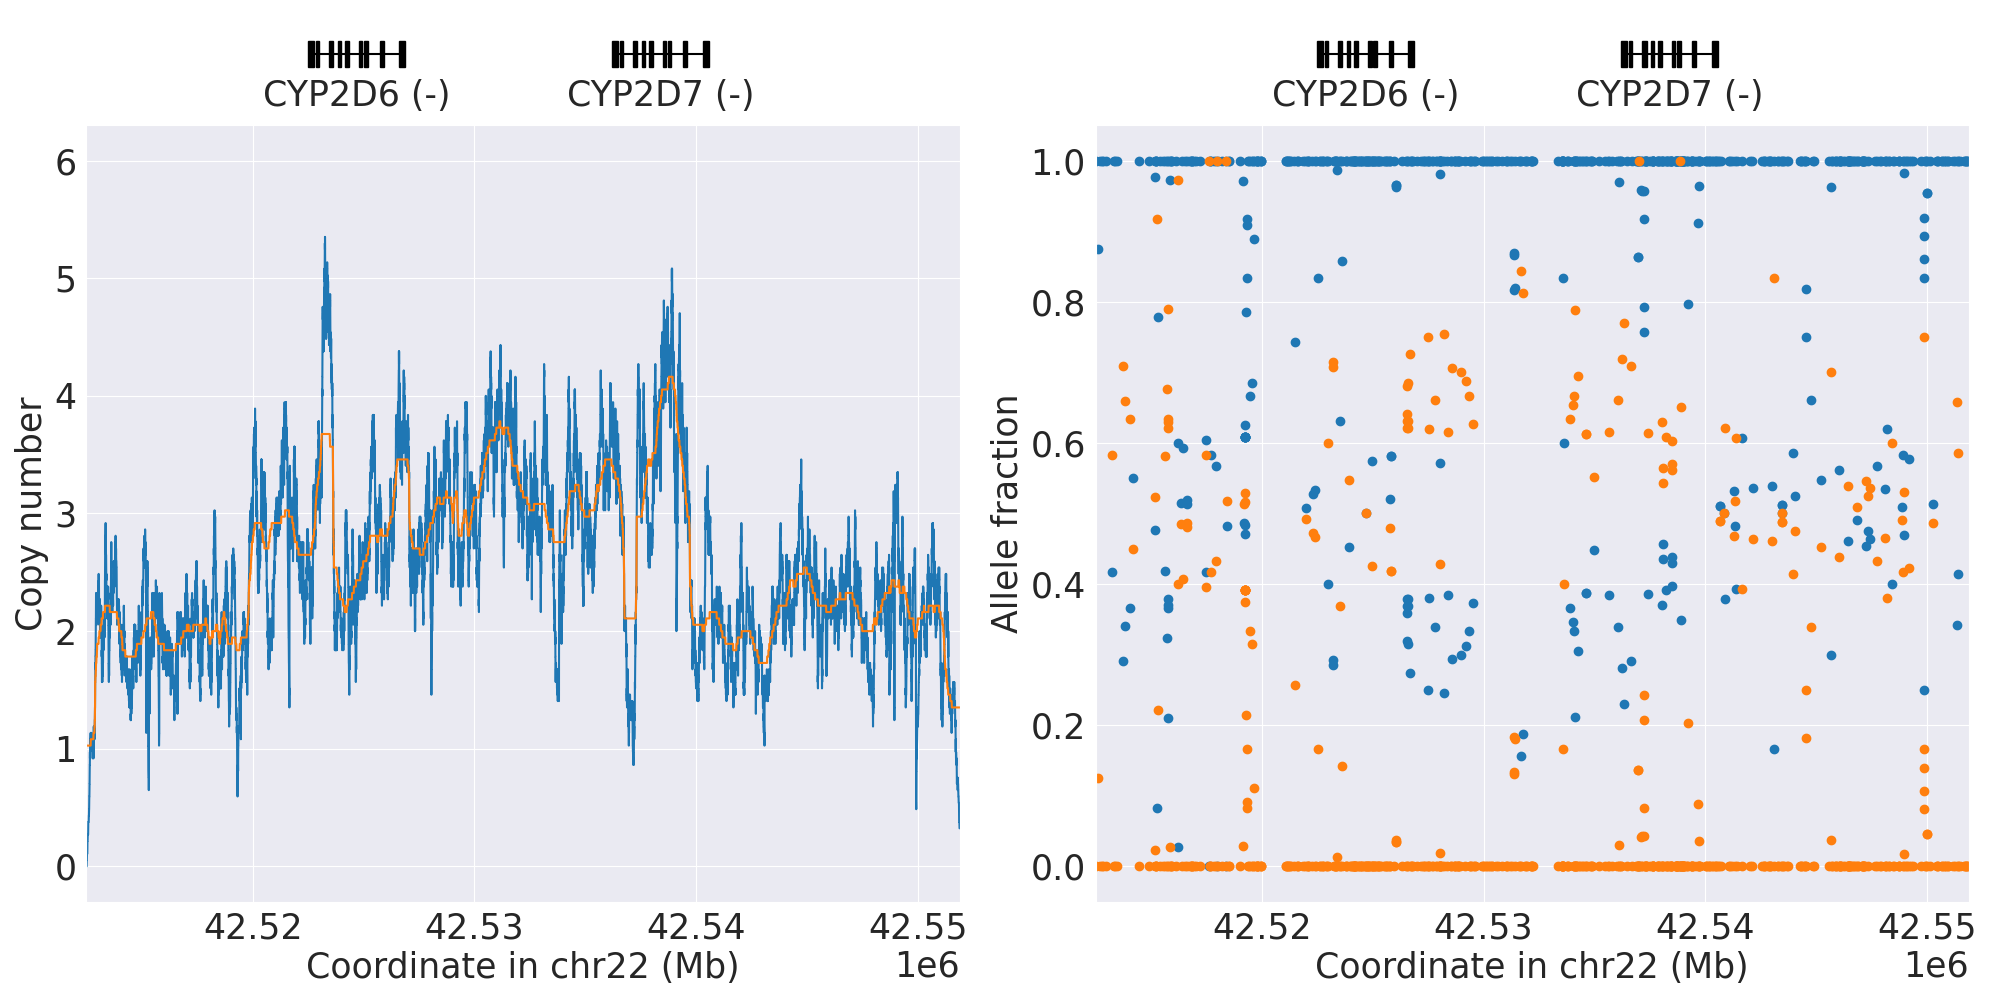 CYP2D6 (-) CYP2D7 (-)
6
5
4
3
2
1
0
Copy number
42.52 42.53 42.54 42.55
Coordinate in chr22 (Mb) 1e6
CYP2D6 (-) CYP2D7 (-)
1.0
0.8
0.6
0.4
0.2
0.0
Allele fraction
42.52 42.53 42.54 42.55
Coordinate in chr22 (Mb) 1e6